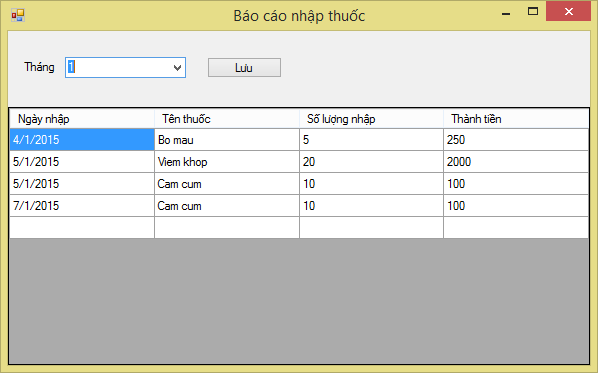 Báo cáo nhập thuốc
Tháng 1 Lưu
Ngày nhập Tên thuốc Số lượng nhập Thành tiền
4/1/2015 Bo mau 5 250
5/1/2015 Viem khop 20 2000
5/1/2015 Cam cum 10 100
7/1/2015 Cam cum 10 100